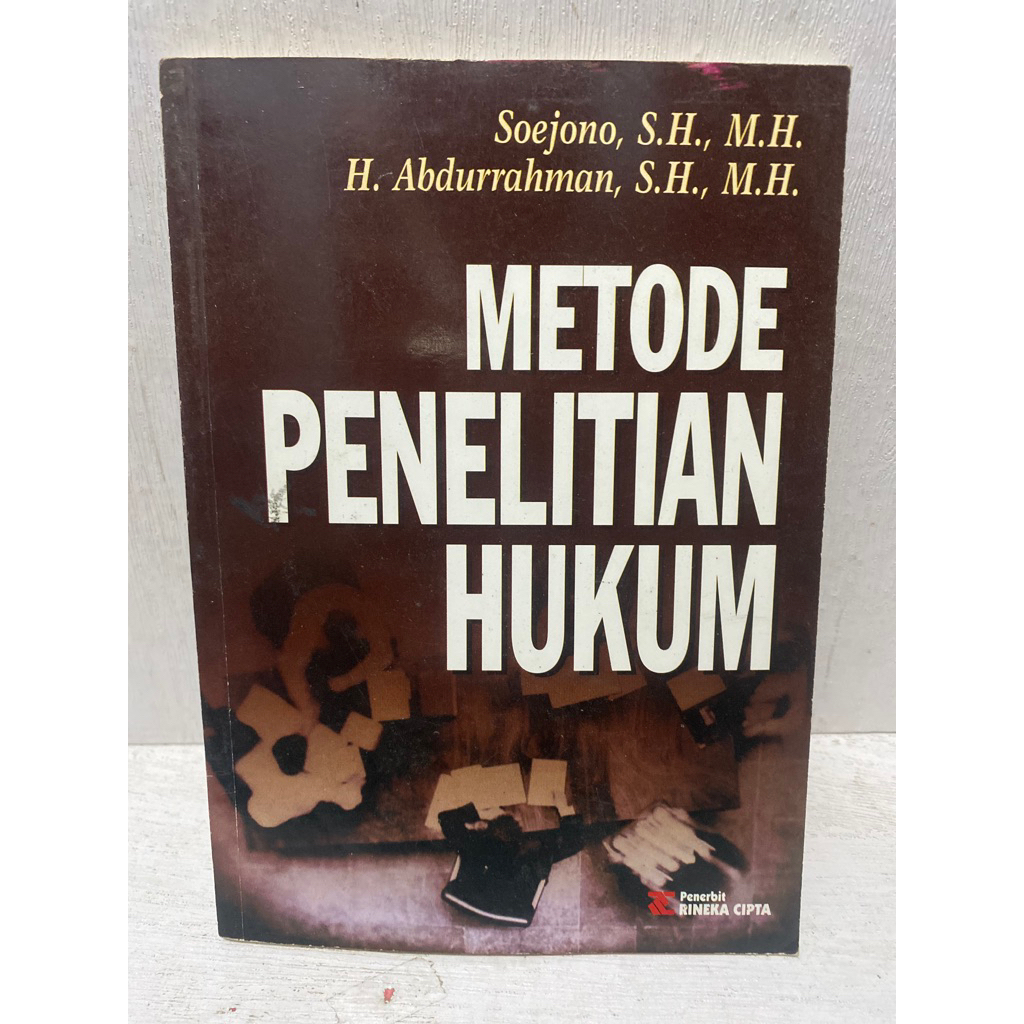 Soejono, S.H., M.H.
H. Abdurrahman, S.H., M.H.
METODE
PENELITIAN
HUKUM
Penerbit
RINEKA CIPTA